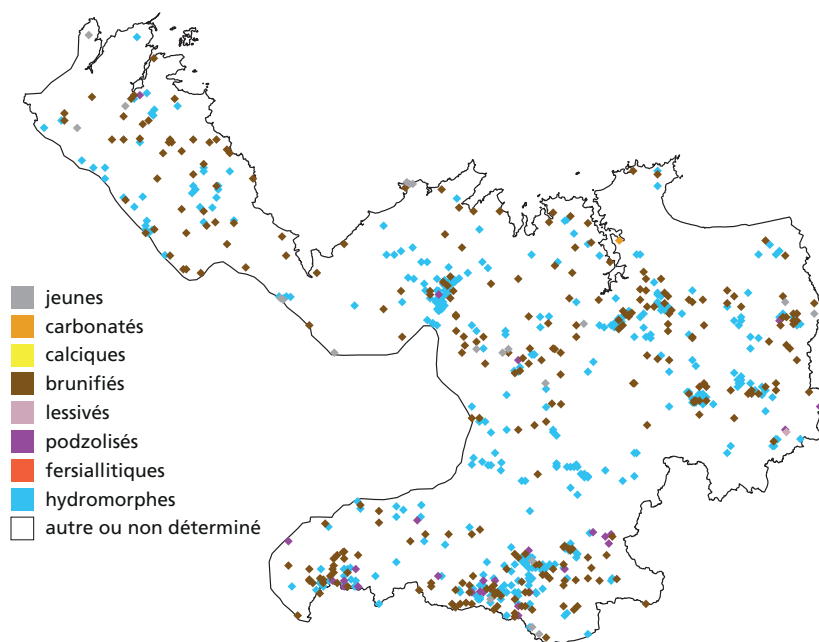 jeunes
carbonatés
calciques
brunifiés
lessivés
podzolisés
fersiallitiques
hydromorphes
autre ou non déterminé